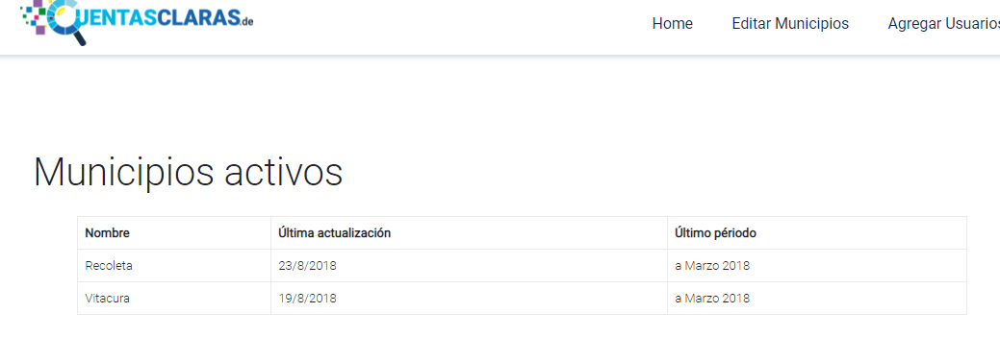 CUENTASCLARAS.de
Home Editar Municipios Agregar Usuarios
Municipios activos
Nombre Última actualización Último périodo
Recoleta 23/8/2018 a Marzo 2018
Vitacura 19/8/2018 a Marzo 2018